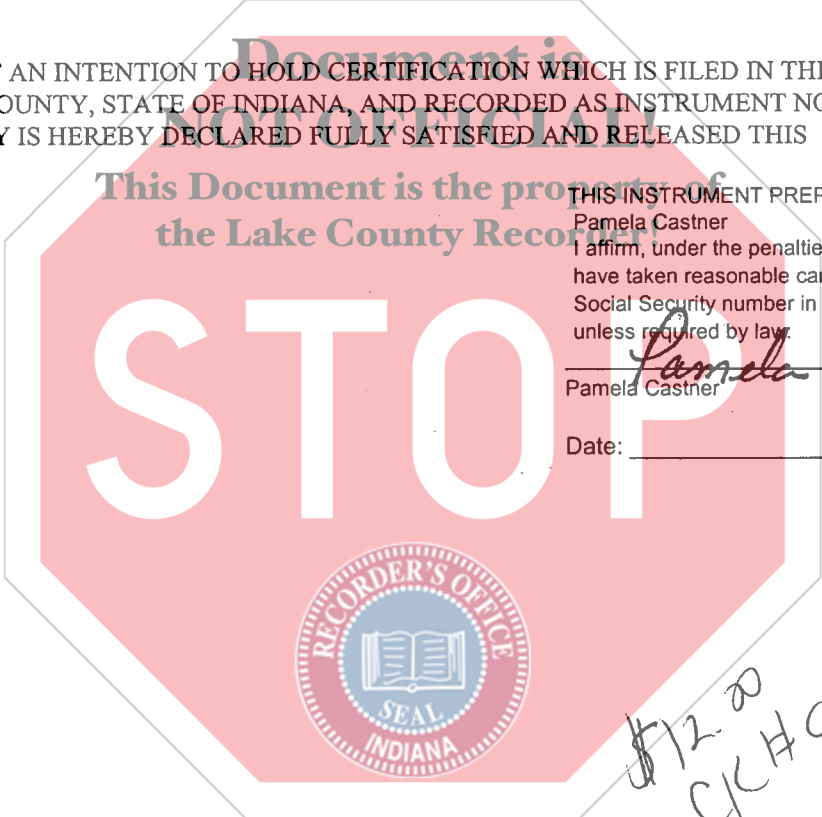 Document is
AN INTENTION TO HOLD CERTIFICATION WHICH IS FILED IN THE
OUNTY, STATE OF INDIANA, AND RECORDED AS INSTRUMENT NO
NOT OFFICIAL!
Y IS HEREBY DECLARED FULLY SATISFIED AND RELEASED THIS
This Document is the property of
the Lake County Recorder!
THIS INSTRUMENT PREP
Pamela Castner
I affirm, under the penaltie
have taken reasonable car
Social Security number in
unless required by law.
Pamela
Pamela Castner
Date:
STOP
RECORDER'S OFFICE
SEAL
INDIANA
$12.00
CK #